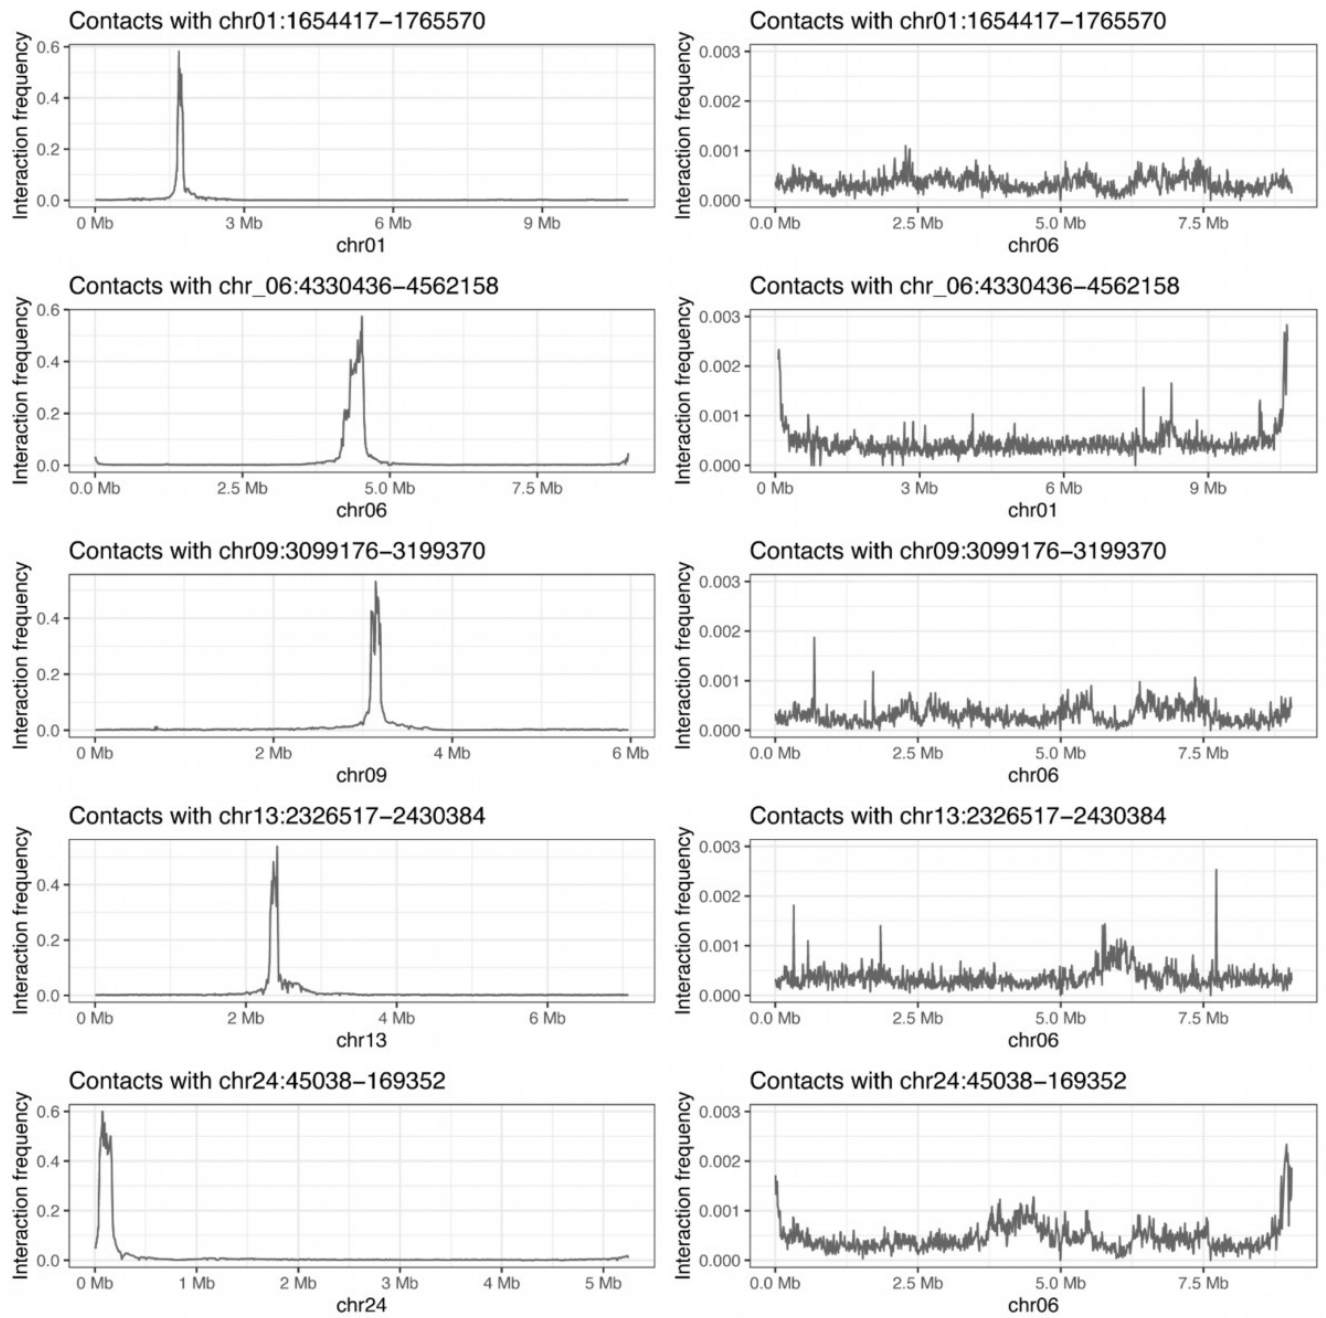 Contacts with chr01:1654417−1765570
Interaction frequency
0.6
0.4
0.2
0.0
0 Mb 3 Mb 6 Mb 9 Mb
chr01
Contacts with chr01:1654417−1765570
Interaction frequency
0.003
0.002
0.001
0.000
0.0 Mb 2.5 Mb 5.0 Mb 7.5 Mb
chr06
Contacts with chr_06:4330436−4562158
Interaction frequency
0.6
0.4
0.2
0.0
0.0 Mb 2.5 Mb 5.0 Mb 7.5 Mb
chr06
Contacts with chr_06:4330436−4562158
Interaction frequency
0.003
0.002
0.001
0.000
0 Mb 3 Mb 6 Mb 9 Mb
chr01
Contacts with chr09:3099176−3199370
Interaction frequency
0.4
0.2
0.0
0 Mb 2 Mb 4 Mb 6 Mb
chr09
Contacts with chr09:3099176−3199370
Interaction frequency
0.003
0.002
0.001
0.000
0.0 Mb 2.5 Mb 5.0 Mb 7.5 Mb
chr06
Contacts with chr13:2326517−2430384
Interaction frequency
0.4
0.2
0.0
0 Mb 2 Mb 4 Mb 6 Mb
chr13
Contacts with chr13:2326517−2430384
Interaction frequency
0.003
0.002
0.001
0.000
0.0 Mb 2.5 Mb 5.0 Mb 7.5 Mb
chr06
Contacts with chr24:45038−169352
Interaction frequency
0.6
0.4
0.2
0.0
0 Mb 1 Mb 2 Mb 3 Mb 4 Mb 5 Mb
chr24
Contacts with chr24:45038−169352
Interaction frequency
0.003
0.002
0.001
0.000
0.0 Mb 2.5 Mb 5.0 Mb 7.5 Mb
chr06